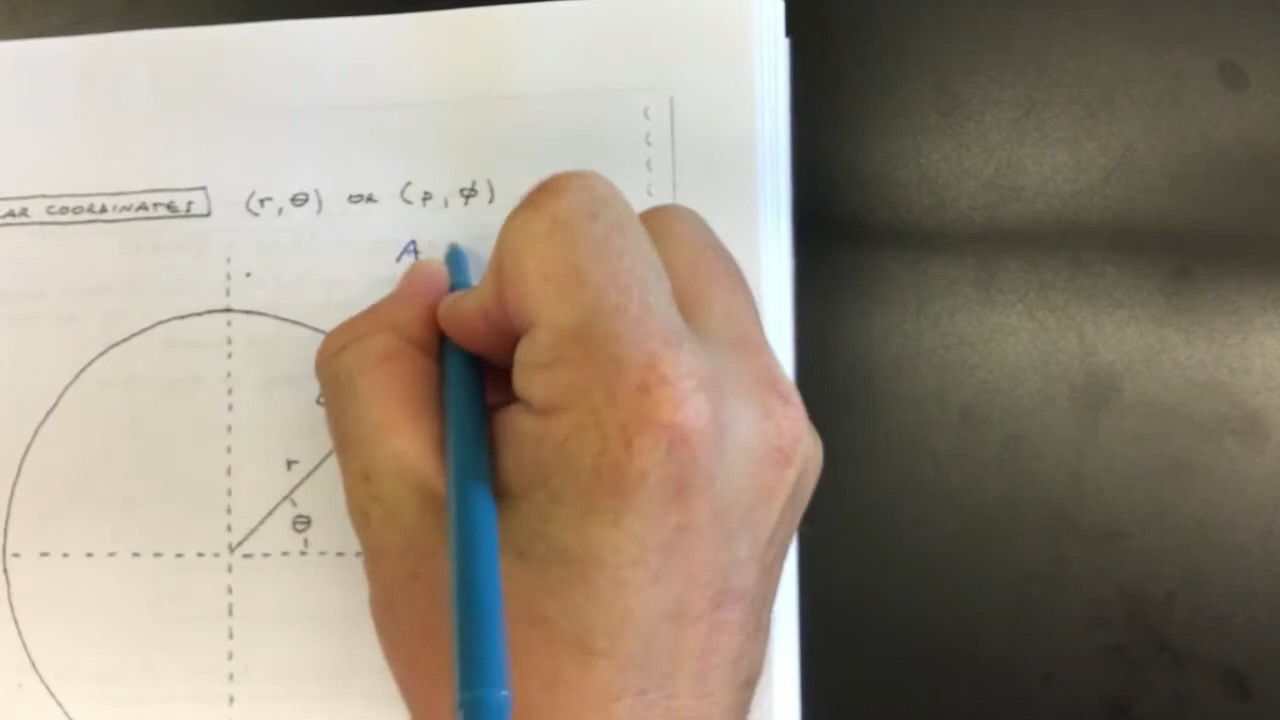 AR COORDINATES (r, θ) OR (ρ, ϕ)
A
r
θ